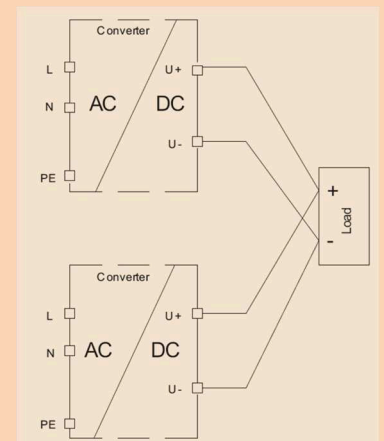 Converter
L
U+
N
AC
DC
U-
PE
+
Load
-
Converter
L
U+
N
AC
DC
U-
PE